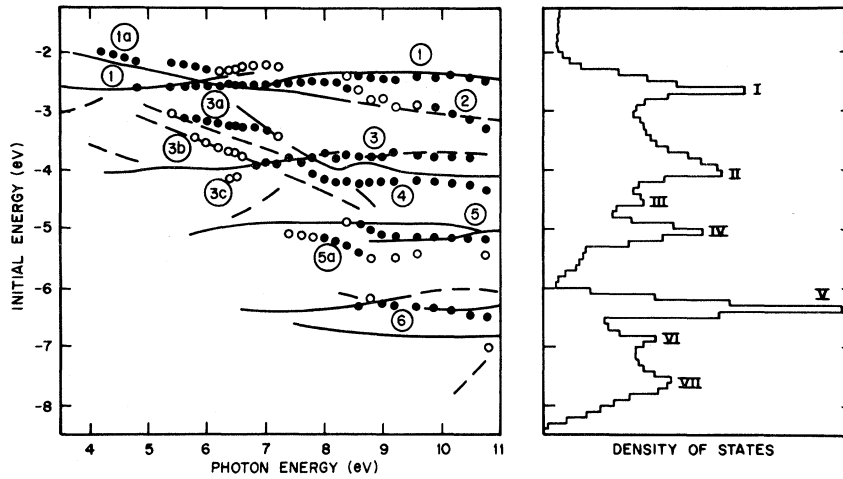 1a
1
-2
1
I
-3
3a
2
3b
3
-4
II
3c
4
III
-5
5
IV
5a
-6
V
6
VI
-7
VII
-8
4 5 6 7 8 9 10 11
INITIAL ENERGY (eV)
PHOTON ENERGY (eV)
DENSITY OF STATES